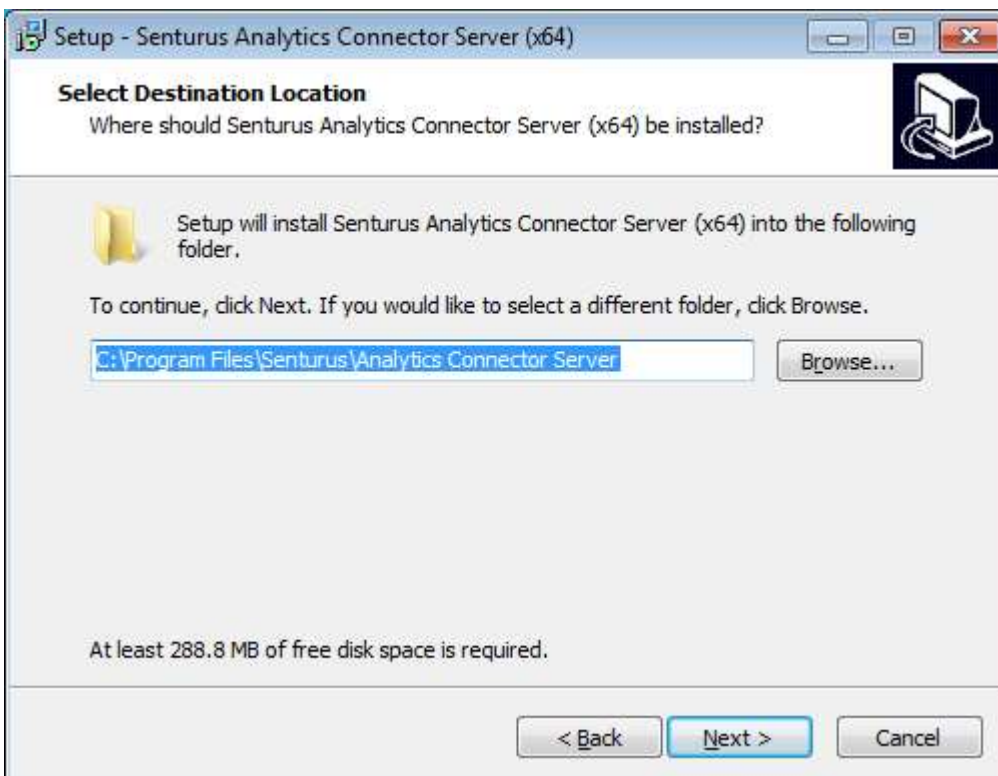 Setup - Senturus Analytics Connector Server (x64)
Select Destination Location
Where should Senturus Analytics Connector Server (x64) be installed?
Setup will install Senturus Analytics Connector Server (x64) into the following
folder.
To continue, click Next. If you would like to select a different folder, click Browse.
C:\Program Files\Senturus\Analytics Connector Server
Browse...
At least 288.8 MB of free disk space is required.
< Back
Next >
Cancel